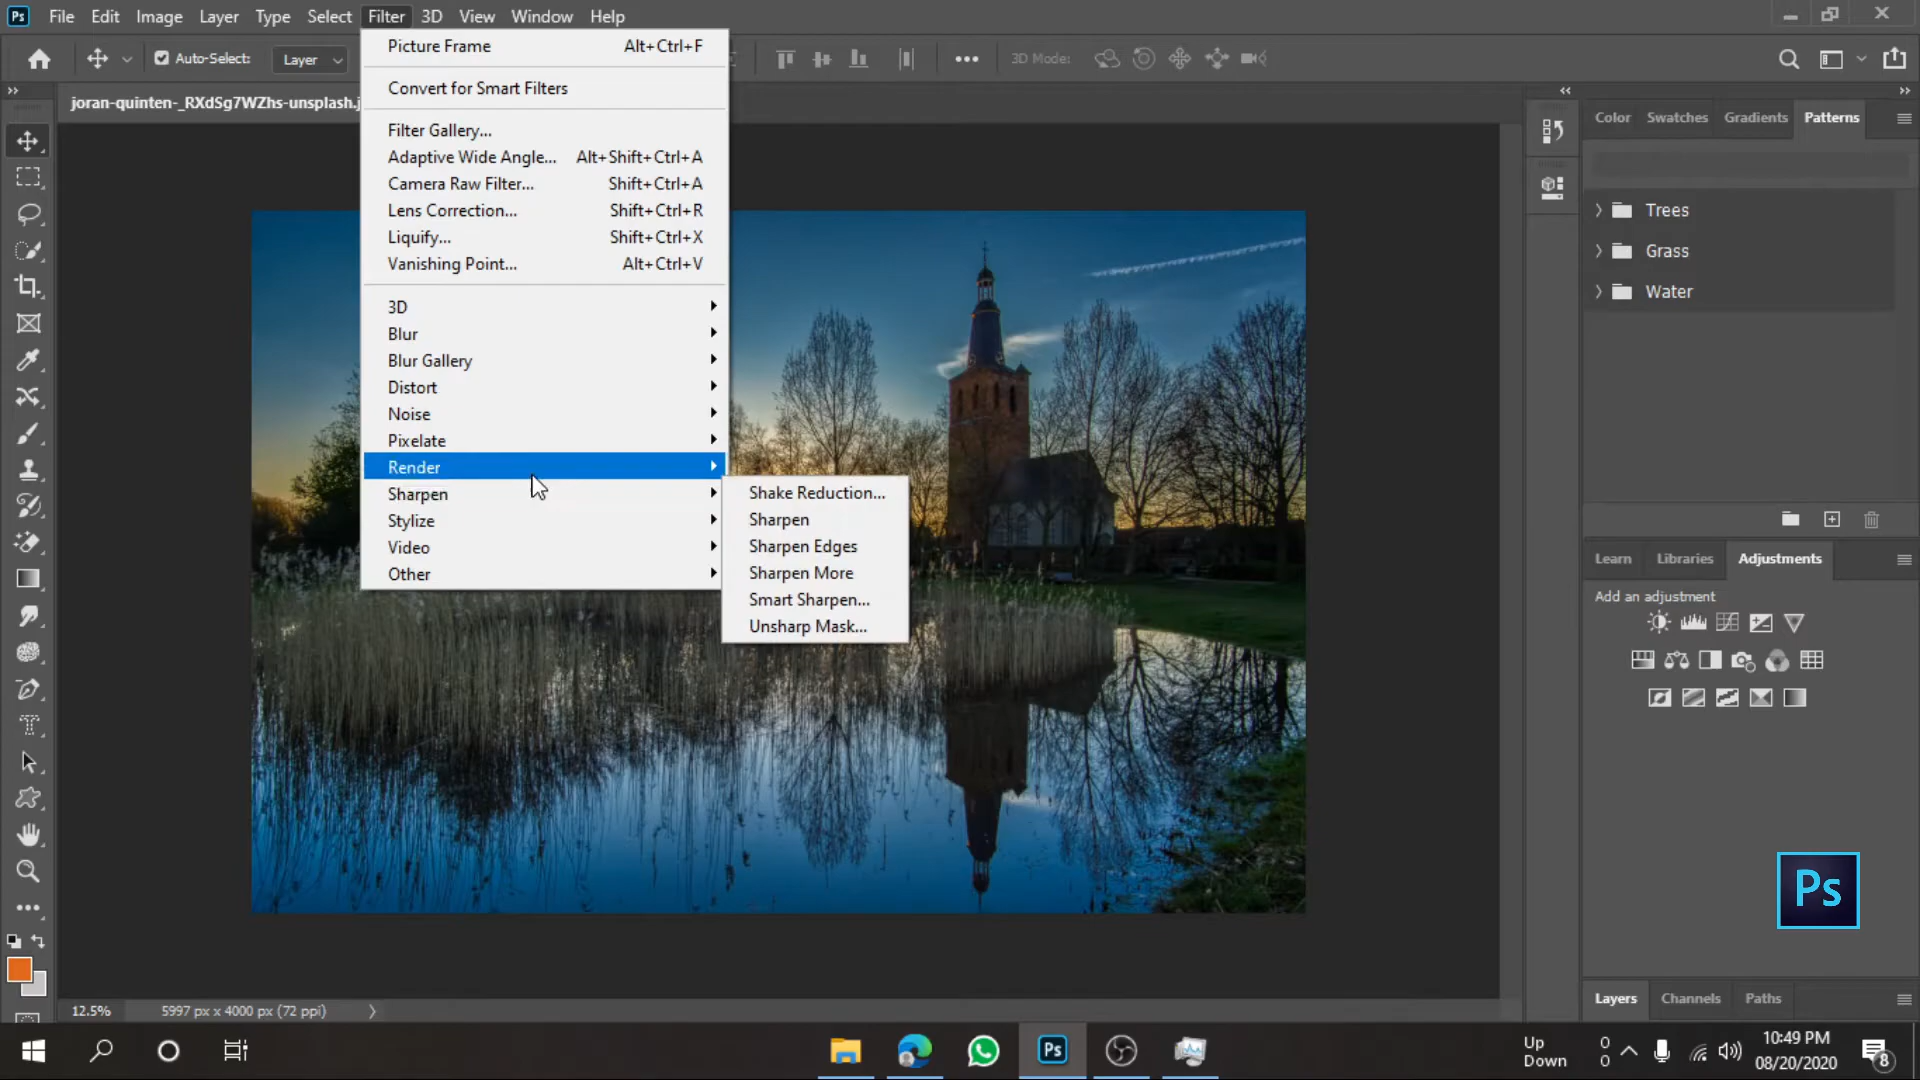 Ps File Edit Image Layer Type Select Filter 3D View Window Help
Auto-Select: Layer 3D Mode:
joran-quinten-_RXdSg7WZhs-unsplash.j
Picture Frame Alt+Ctrl+F
Convert for Smart Filters
Filter Gallery...
Adaptive Wide Angle... Alt+Shift+Ctrl+A
Camera Raw Filter... Shift+Ctrl+A
Lens Correction... Shift+Ctrl+R
Liquify... Shift+Ctrl+X
Vanishing Point... Alt+Ctrl+V
3D
Blur
Blur Gallery
Distort
Noise
Pixelate
Render
Sharpen
Stylize
Video
Other
Shake Reduction...
Sharpen
Sharpen Edges
Sharpen More
Smart Sharpen...
Unsharp Mask...
Color Swatches Gradients Patterns
Trees
Grass
Water
Learn Libraries Adjustments
Add an adjustment
Ps
Layers Channels Paths
12.5% 5997 px x 4000 px (72 ppi)
Ps
Up 0
Down 0
10:49 PM
08/20/2020
8